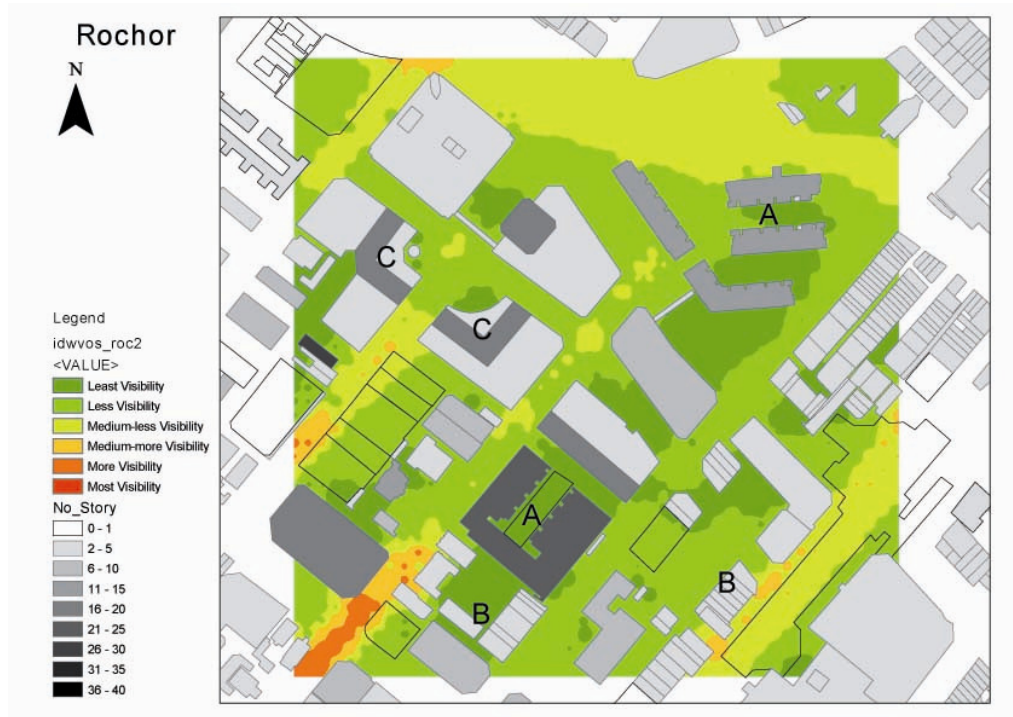 Rochor
N
A
C
C
A
B
B
Legend
idwvos_roc2
<VALUE>
Least Visibility
Less Visibility
Medium-less Visibility
Medium-more Visibility
More Visibility
Most Visibility
No_Story
0 - 1
2 - 5
6 - 10
11 - 15
16 - 20
21 - 25
26 - 30
31 - 35
36 - 40